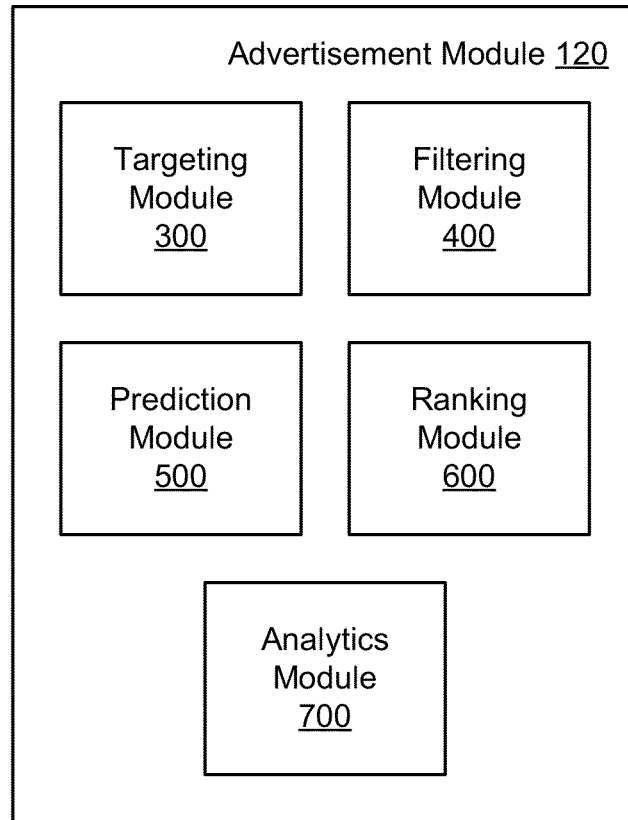 Advertisement Module 120
Targeting
Module
300
Filtering
Module
400
Prediction
Module
500
Ranking
Module
600
Analytics
Module
700